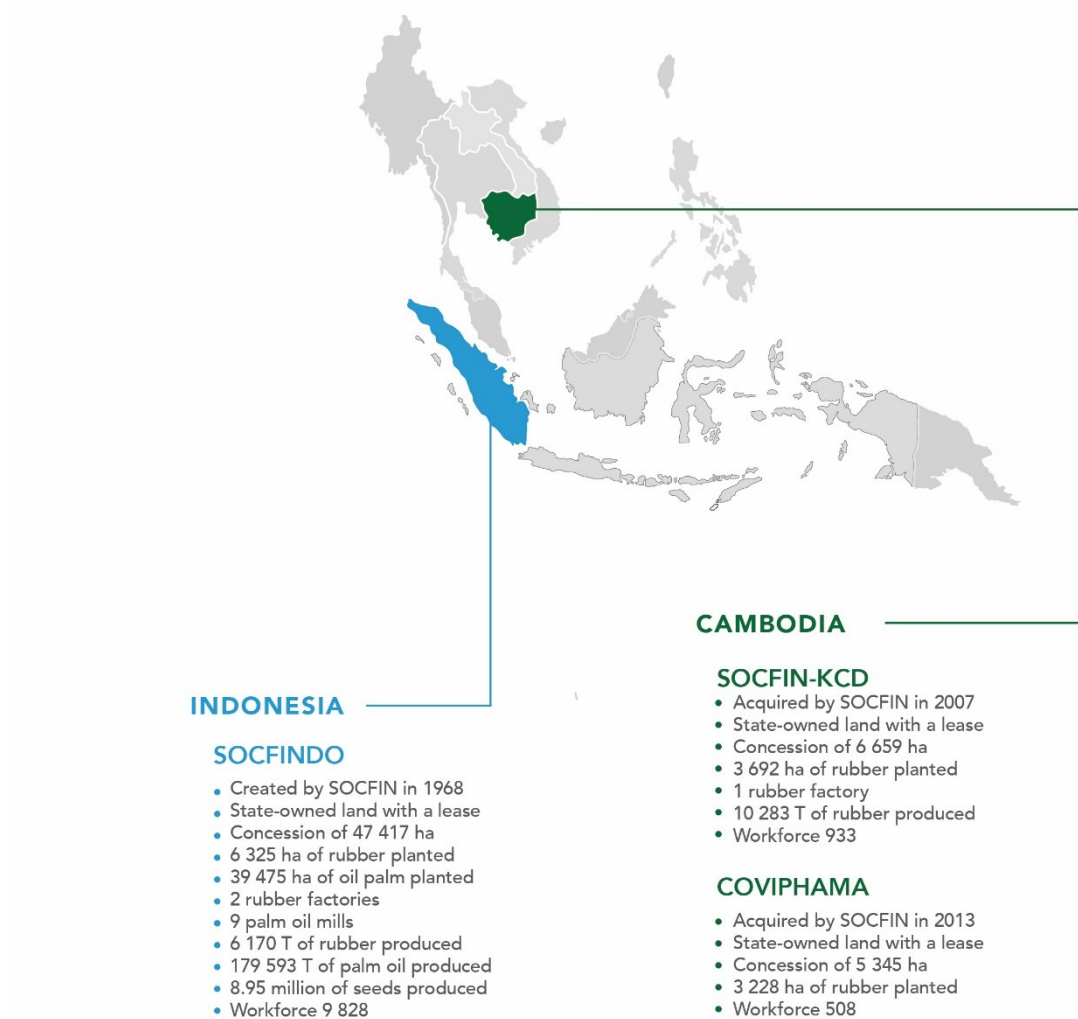 INDONESIA
SOCFINDO
• Created by SOCFIN in 1968
• State-owned land with a lease
• Concession of 47 417 ha
• 6 325 ha of rubber planted
• 39 475 ha of oil palm planted
• 2 rubber factories
• 9 palm oil mills
• 6 170 T of rubber produced
• 179 593 T of palm oil produced
• 8.95 million of seeds produced
• Workforce 9 828
CAMBODIA
SOCFIN-KCD
• Acquired by SOCFIN in 2007
• State-owned land with a lease
• Concession of 6 659 ha
• 3 692 ha of rubber planted
• 1 rubber factory
• 10 283 T of rubber produced
• Workforce 933
COVIPHAMA
• Acquired by SOCFIN in 2013
• State-owned land with a lease
• Concession of 5 345 ha
• 3 228 ha of rubber planted
• Workforce 508